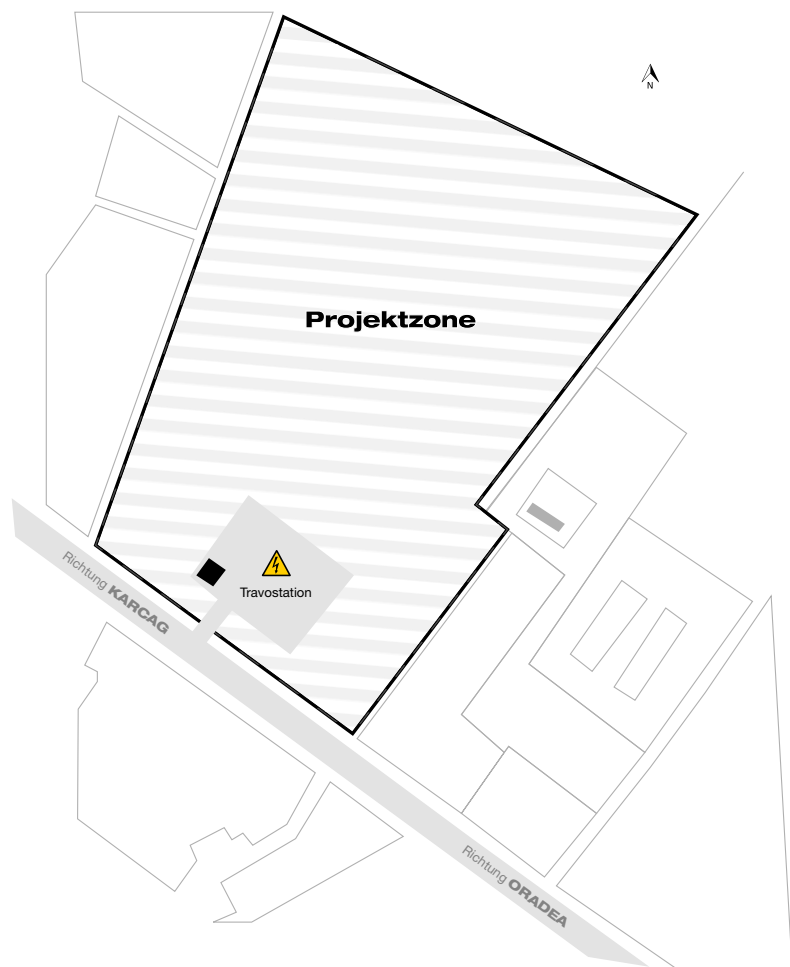 N
Projektzone
Travostation
Richtung KARCAG
Richtung ORADEA